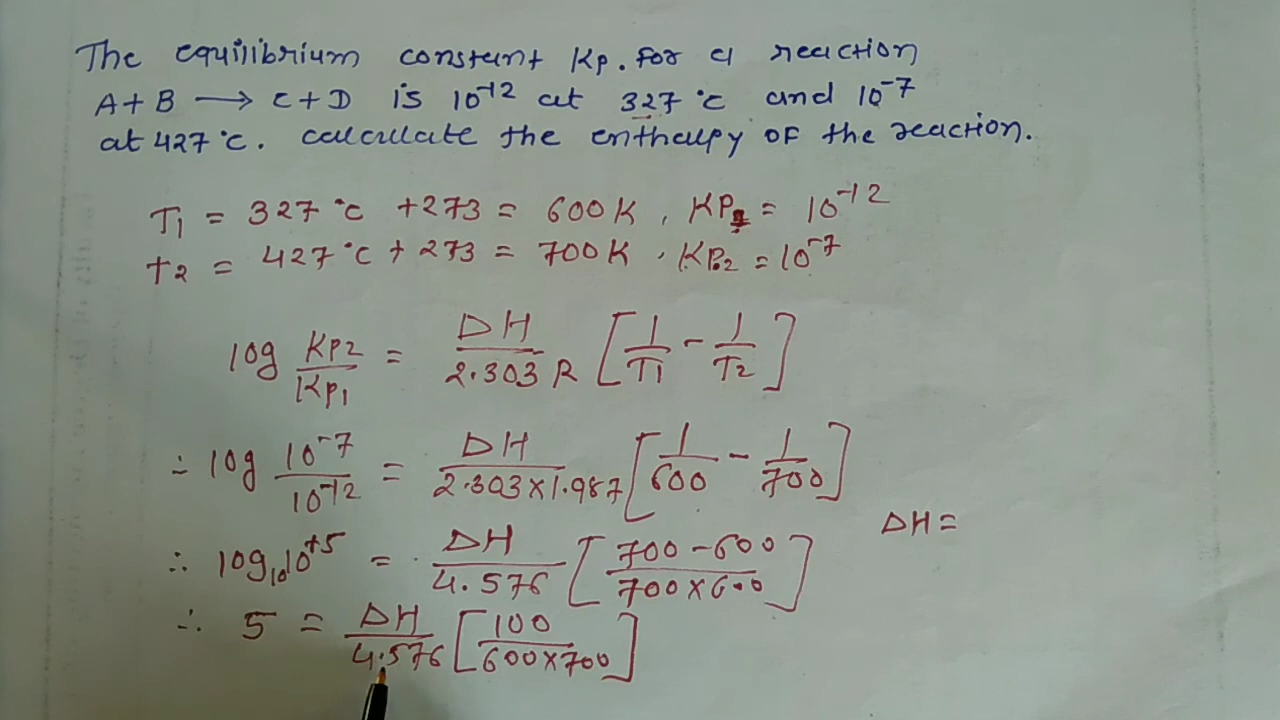 The equilibrium constant Kp. for a reaction
A + B ⟶ C + D is 10⁻¹² at 327 °C and 10⁻⁷
at 427 °C. calculate the enthalpy of the reaction.
T₁ = 327 °C + 273 = 600 K , KP₁ = 10⁻¹²
T₂ = 427 °C + 273 = 700 K . KP₂ = 10⁻⁷
log Kp₂/Kp₁ = ΔH/2.303 R [1/T₁ - 1/T₂]
∴ log 10⁻⁷/10⁻¹² = ΔH/2.303×1.987 [1/600 - 1/700]
ΔH =
∴ log₁₀10⁺⁵ = ΔH/4.576 [700-600/700×600]
∴ 5 = ΔH/4.576 [100/600×700]